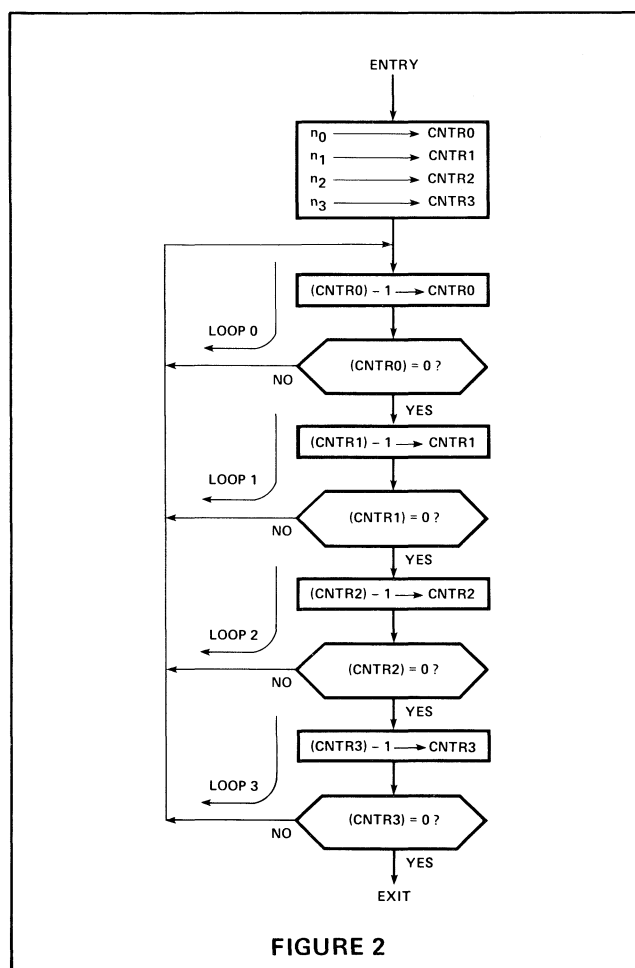 ENTRY
n0 → CNTR0
n1 → CNTR1
n2 → CNTR2
n3 → CNTR3
(CNTR0) – 1 → CNTR0
LOOP 0
(CNTR0) = 0 ?
NO
YES
(CNTR1) – 1 → CNTR1
LOOP 1
(CNTR1) = 0 ?
NO
YES
(CNTR2) – 1 → CNTR2
LOOP 2
(CNTR2) = 0 ?
NO
YES
(CNTR3) – 1 → CNTR3
LOOP 3
(CNTR3) = 0 ?
NO
YES
EXIT
FIGURE 2